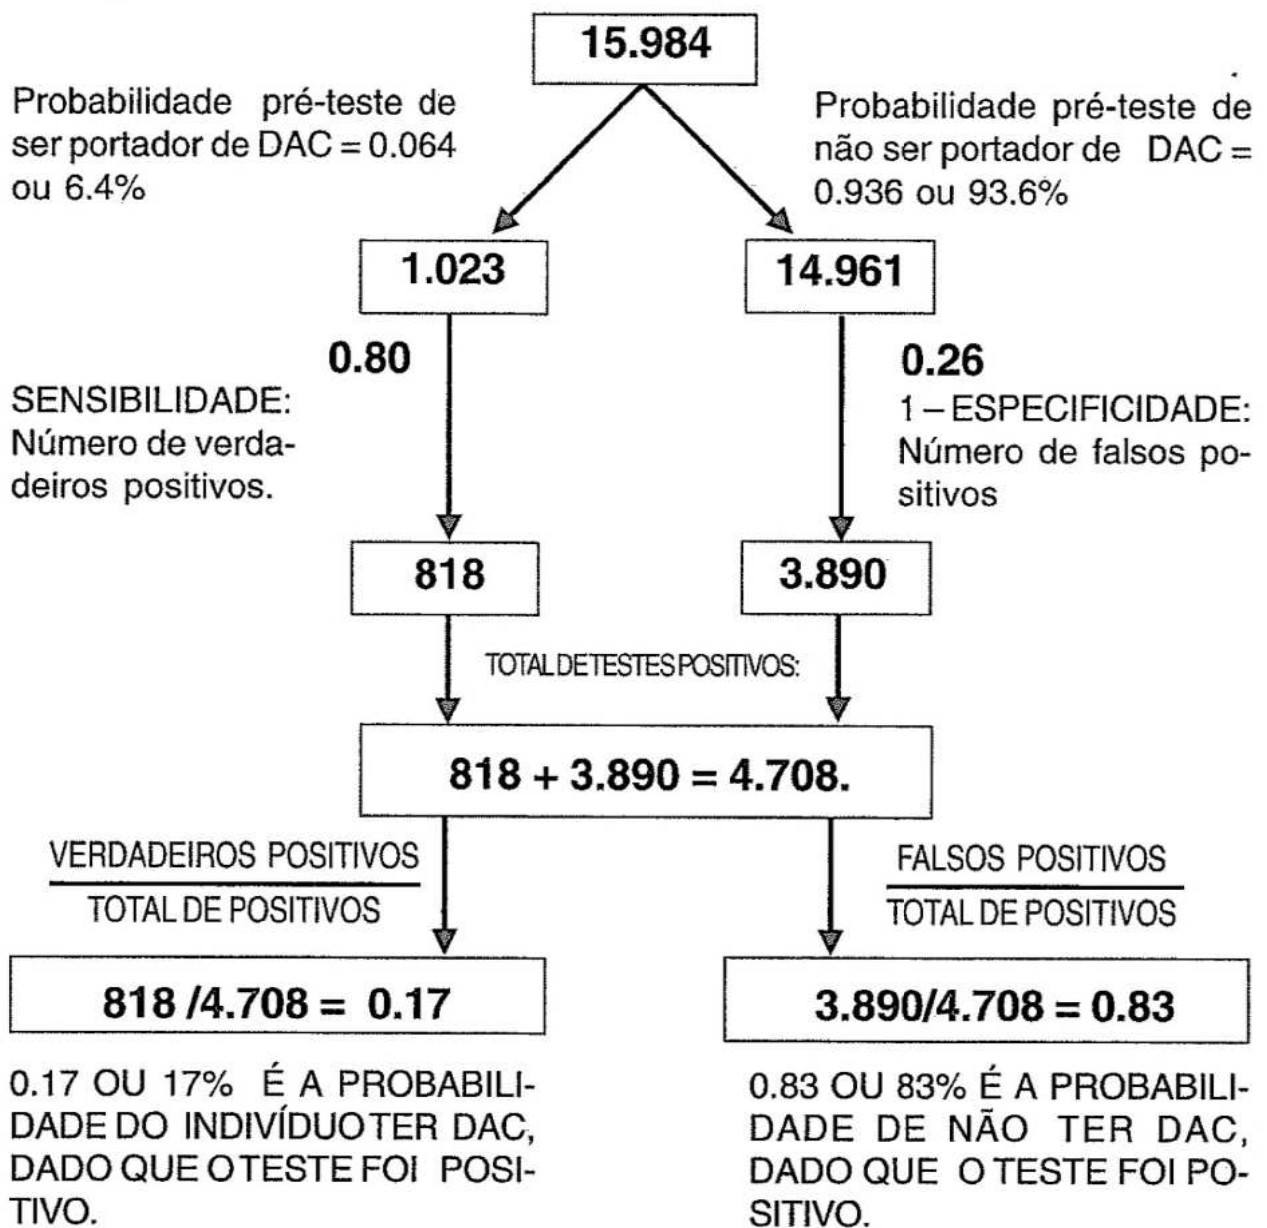 15.984
Probabilidade pré-teste de
ser portador de DAC = 0.064
ou 6.4%
Probabilidade pré-teste de
não ser portador de DAC =
0.936 ou 93.6%
1.023
14.961
0.80
SENSIBILIDADE:
Número de verda-
deiros positivos.
0.26
1 – ESPECIFICIDADE:
Número de falsos po-
sitivos
818
3.890
TOTAL DE TESTES POSITIVOS:
818 + 3.890 = 4.708.
VERDADEIROS POSITIVOS
TOTAL DE POSITIVOS
FALSOS POSITIVOS
TOTAL DE POSITIVOS
818 /4.708 = 0.17
3.890/4.708 = 0.83
0.17 OU 17% É A PROBABILI-
DADE DO INDIVÍDUO TER DAC,
DADO QUE O TESTE FOI POSI-
TIVO.
0.83 OU 83% É A PROBABILI-
DADE DE NÃO TER DAC,
DADO QUE O TESTE FOI PO-
SITIVO.